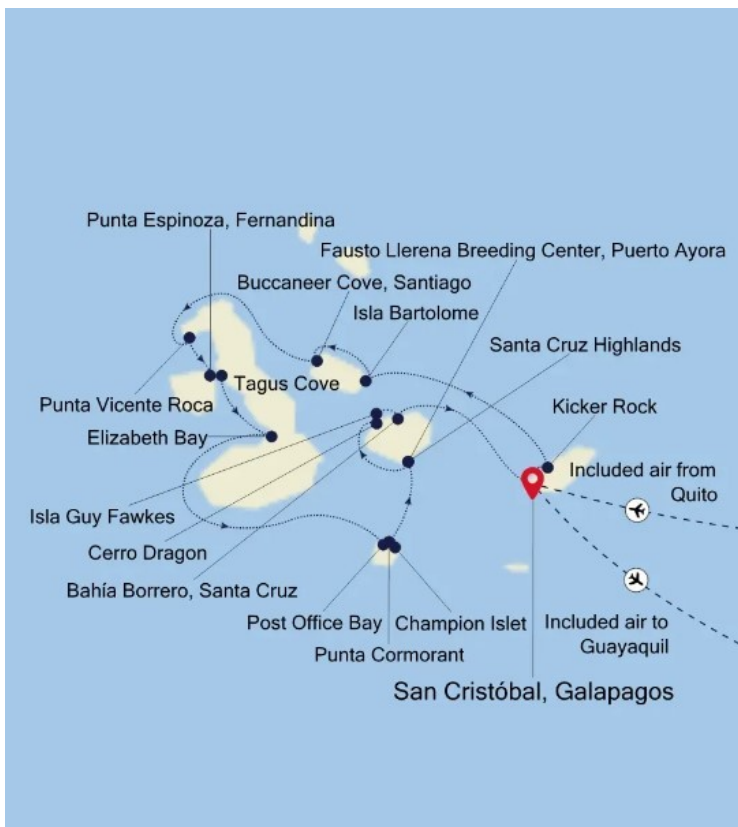 Punta Espinoza, Fernandina
Fausto Llerena Breeding Center, Puerto Ayora
Buccaneer Cove, Santiago
Isla Bartolome
Santa Cruz Highlands
Tagus Cove
Punta Vicente Roca
Kicker Rock
Elizabeth Bay
Included air from
Quito
Isla Guy Fawkes
Cerro Dragon
Bahía Borrero, Santa Cruz
Post Office Bay
Champion Islet
Included air to
Guayaquil
Punta Cormorant
San Cristóbal, Galapagos